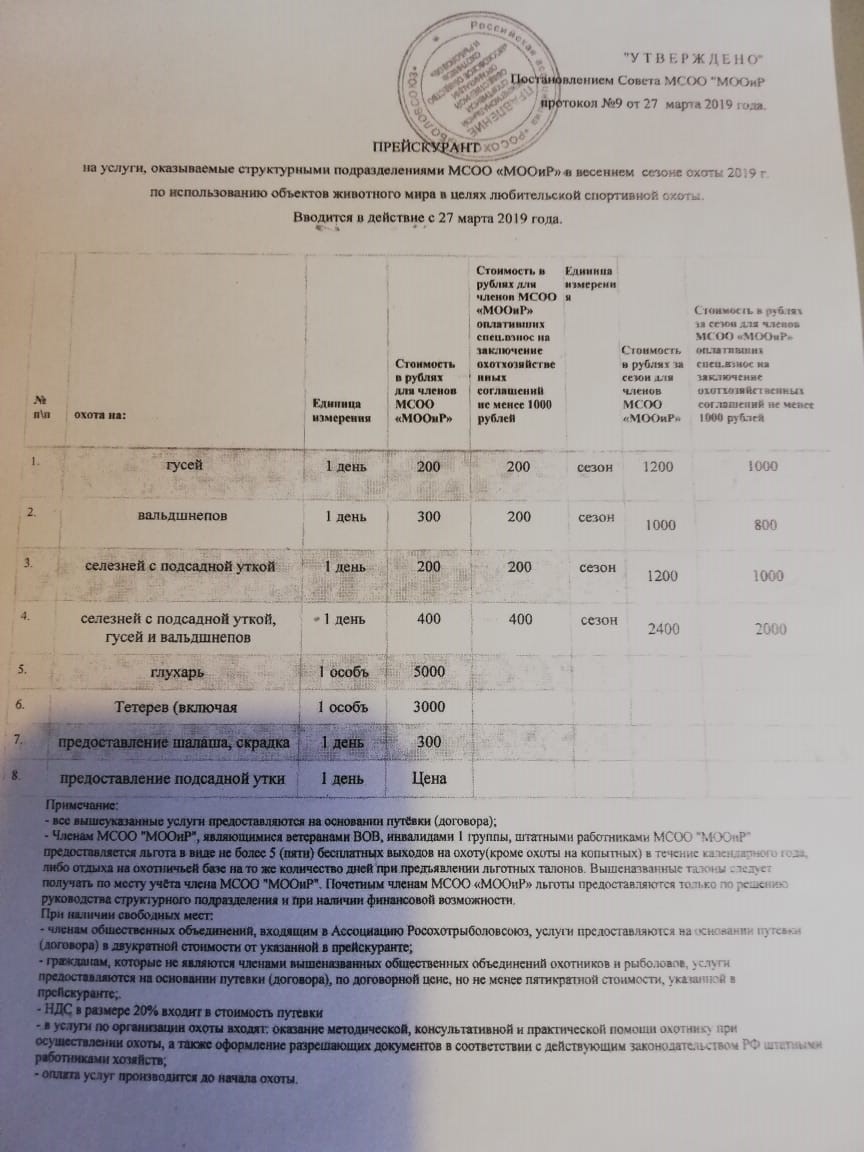 Российская
ПРАВЛЕНИЕ
"УТВЕРЖДЕНО"
Постановлением Совета МСОО "МООиР
протокол №9 от 27 марта 2019 года.
ПРЕЙСКУРАНТ
на услуги, оказываемые структурными подразделениями МСОО «МООиР» в весеннем сезоне охоты 2019 г.
по использованию объектов животного мира в целях любительской спортивной охоты.
Вводится в действие с 27 марта 2019 года.
№ п\п
охота на:
Единица измерения
Стоимость в рублях для членов МСОО «МООиР»
Стоимость в рублях для членов МСОО «МООиР» оплативших спец.взнос на заключение охотхозяйстве нных соглашений не менее 1000 рублей
Единица измерени я
Стоимость в рублях за сезон для членов МСОО «МООиР»
Стоимость в рублях за сезон для членов МСОО «МООиР» оплативших спец.взнос на заключение охотхозяйственных соглашений не менее 1000 рублей
1. гусей 1 день 200 200 сезон 1200 1000
2. вальдшнепов 1 день 300 200 сезон 1000 800
3. селезней с подсадной уткой 1 день 200 200 сезон 1200 1000
4. селезней с подсадной уткой, гусей и вальдшнепов 1 день 400 400 сезон 2400 2000
5. глухарь 1 особь 5000
6. Тетерев (включая 1 особь 3000
7. предоставление шалаша, скрадка 1 день 300
8. предоставление подсадной утки 1 день Цена
Примечание:
- все вышеуказанные услуги предоставляются на основании путёвки (договора);
- Членам МСОО "МООиР", являющимися ветеранами ВОВ, инвалидами 1 группы, штатными работниками МСОО "МООиР"
предоставляется льгота в виде не более 5 (пяти) бесплатных выходов на охоту(кроме охоты на копытных) в течение календарного года,
либо отдыха на охотничьей базе на то же количество дней при предъявлении льготных талонов. Вышеназванные талоны следует
получать по месту учёта члена МСОО "МООиР". Почетным членам МСОО «МООиР» льготы предоставляются только по решению
руководства структурного подразделения и при наличии финансовой возможности.
При наличии свободных мест:
- членам общественных объединений, входящим в Ассоциацию Росохотрыболовсоюз, услуги предоставляются на основании путевки
(договора) в двукратной стоимости от указанной в прейскуранте;
- гражданам, которые не являются членами вышеназванных общественных объединений охотников и рыболовов, услуги
предоставляются на основании путевки (договора), по договорной цене, но не менее пятикратной стоимости, указанной в
прейскуранте;.
- НДС в размере 20% входит в стоимость путевки
- в услуги по организации охоты входят: оказание методической, консультативной и практической помощи охотнику при
осуществлении охоты, а также оформление разрешающих документов в соответствии с действующим законодательством РФ штатными
работниками хозяйств;
- оплата услуг производится до начала охоты.